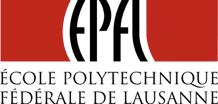 EPFL
ÉCOLE POLYTECHNIQUE
FÉDÉRALE DE LAUSANNE